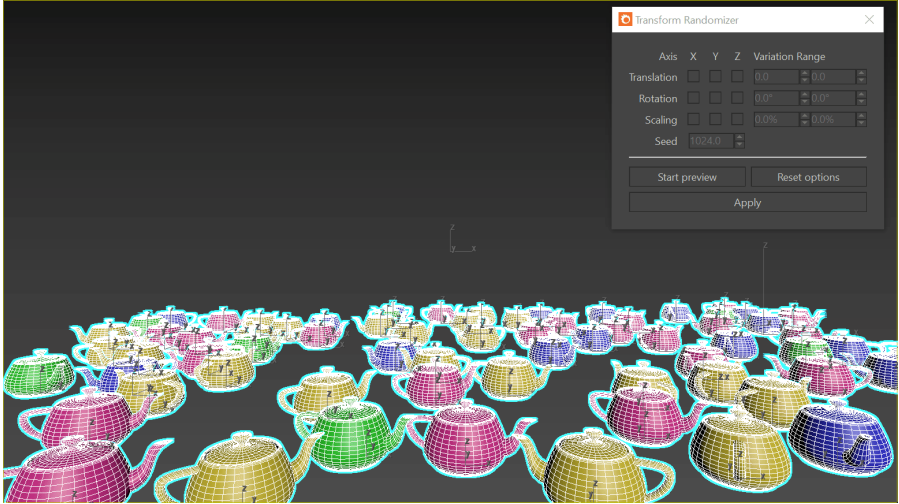 Transform Randomizer
Axis X Y Z Variation Range
Translation 0.0 0.0
Rotation 0.0° 0.0°
Scaling 0.0% 0.0%
Seed 1024.0
Start preview Reset options
Apply
z
y x
z